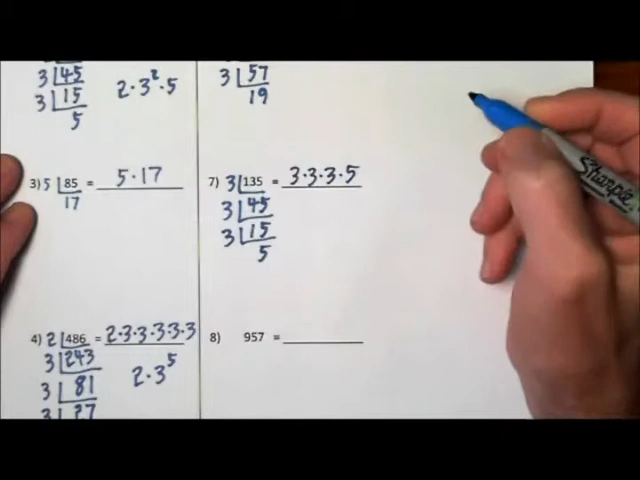 3 45
3 15
5
2·3²·5
3 57
19
3) 5 85 = 5·17
17
7) 3 135 = 3·3·3·5
3 45
3 15
5
4) 2 486 = 2·3·3·3·3·3
3 243
3 81
3 27
2·3⁵
8) 957 = ___
Sharpie